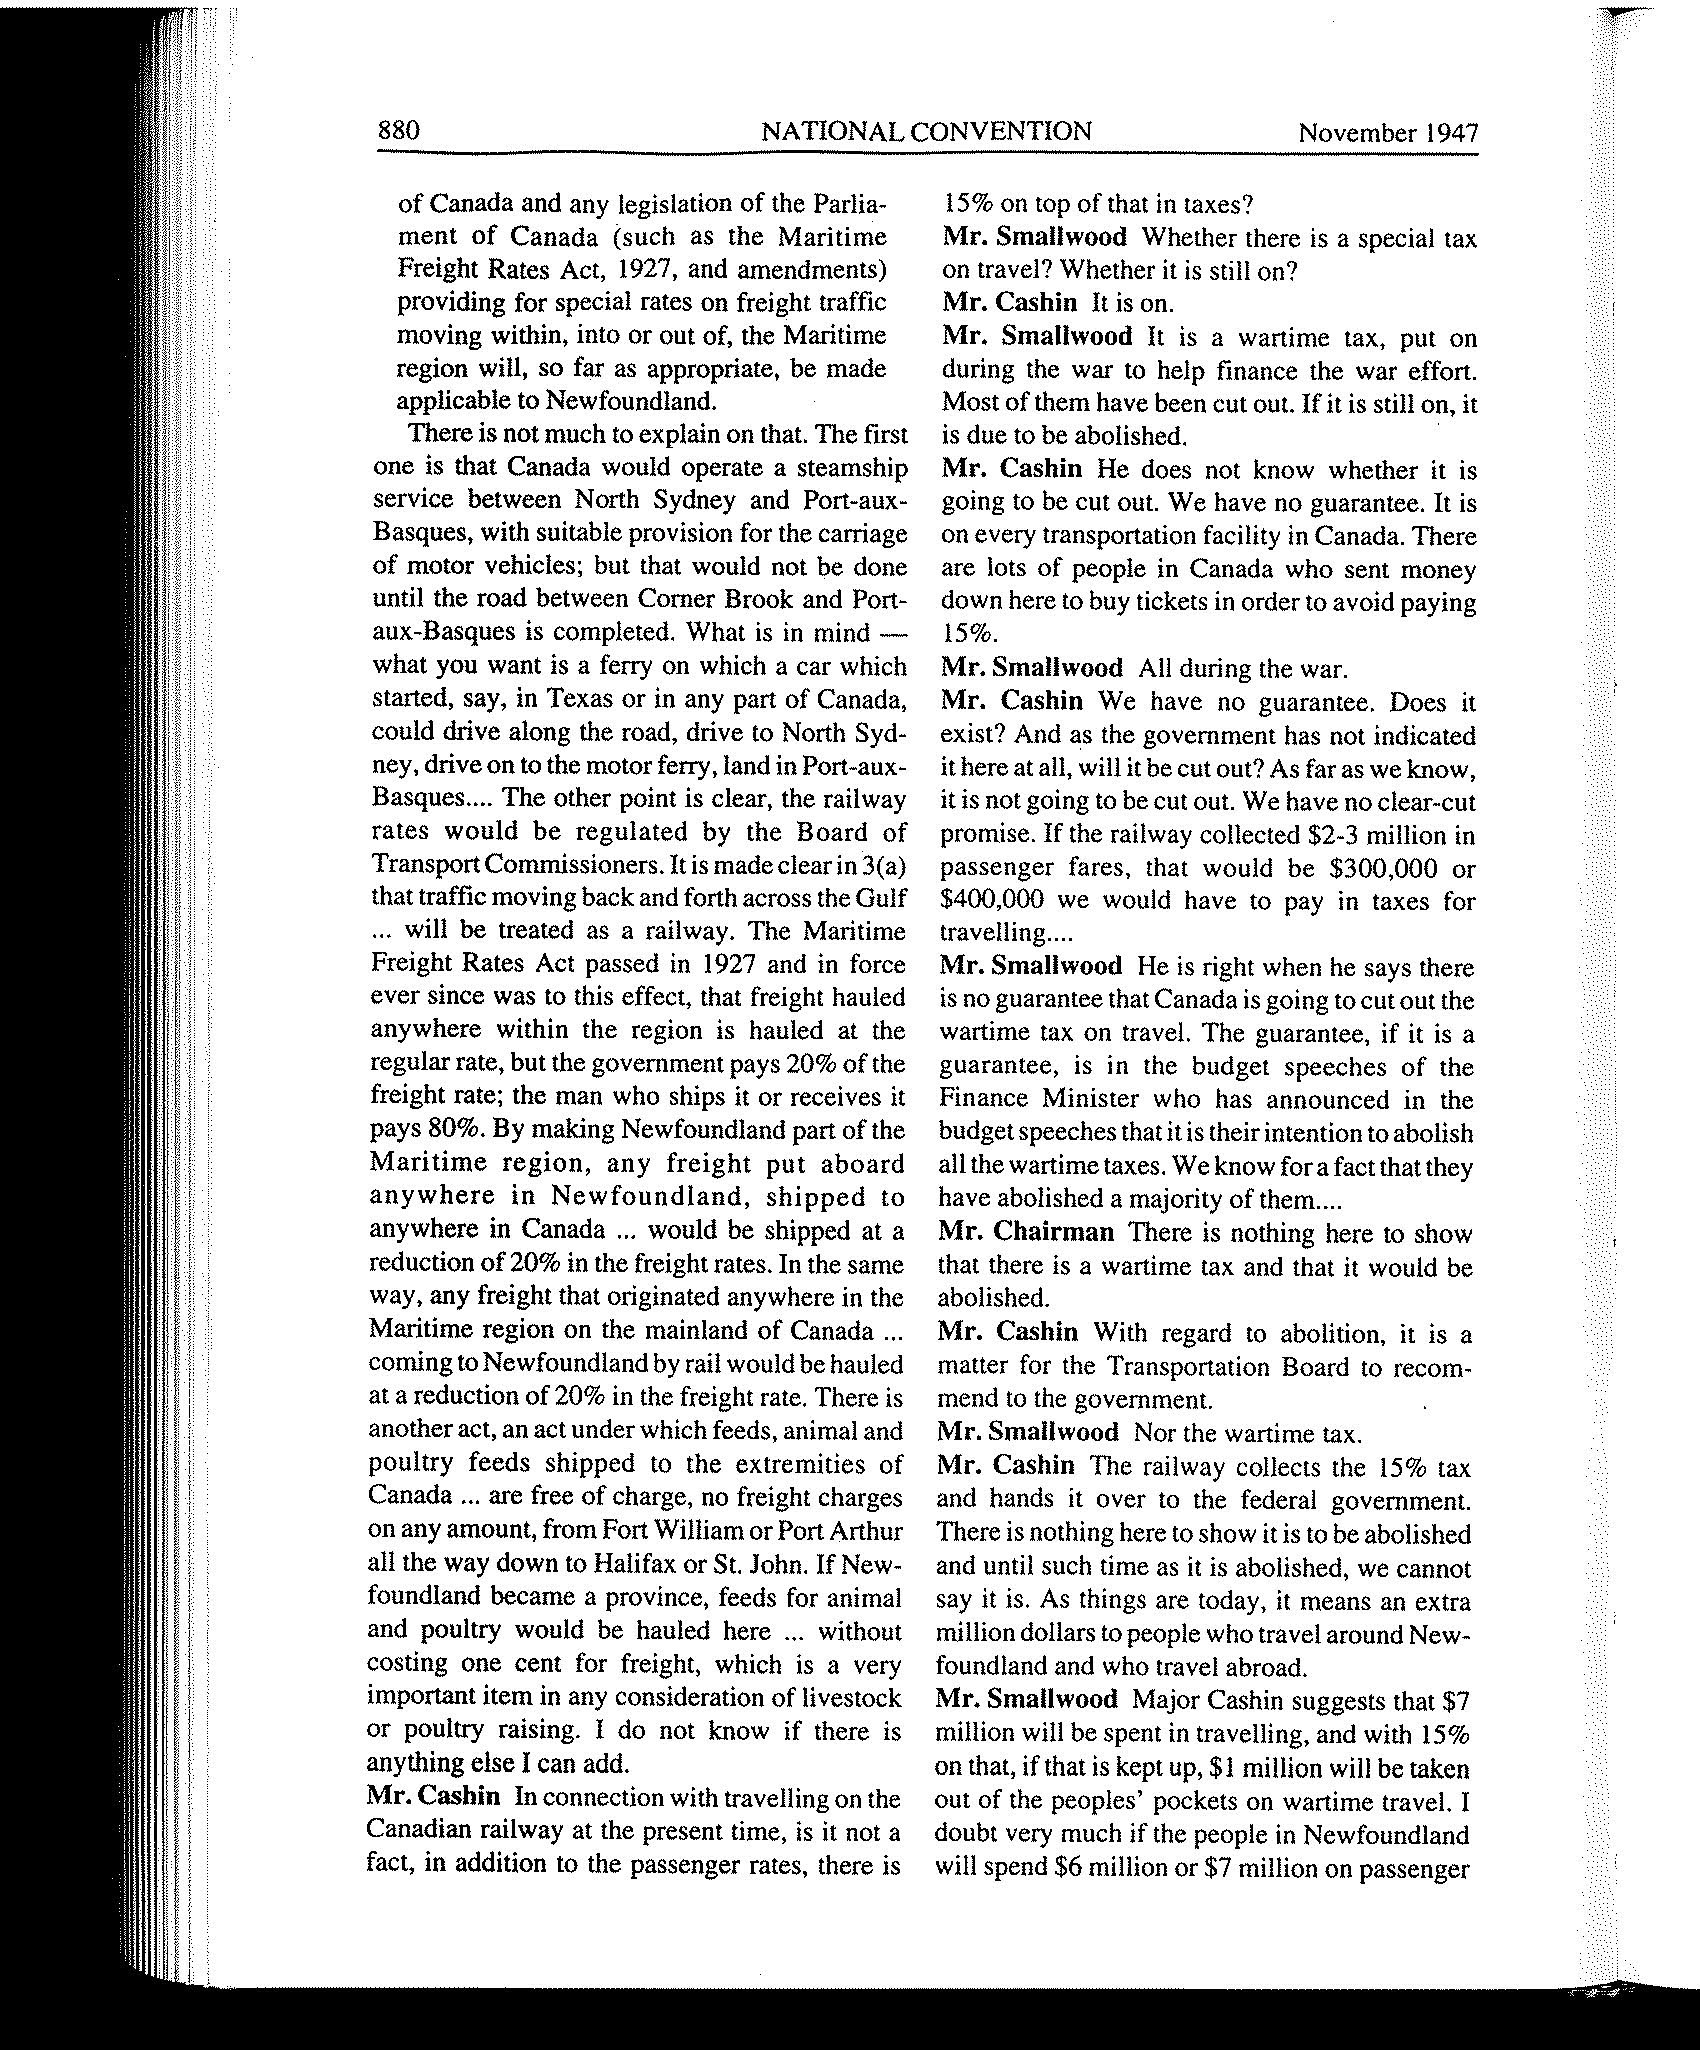 880 NATIONAL CONVENTION November 1947
of Canada and any legislation of the Parlia-
ment of Canada (such as the Maritime
Freight Rates Act, 1927, and amendments)
providing for special rates on freight traffic
moving within, into or out of, the Maritime
region will, so far as appropriate, be made
applicable to Newfoundland.
There is not much to explain on that. The first
one is that Canada would operate a steamship
service between North Sydney and Port-aux-
Basques, with suitable provision for the carriage
of motor vehicles; but that would not be done
until the road between Corner Brook and Port-
aux-Basques is completed. What is in mind —
what you want is a ferry on which a car which
started, say, in Texas or in any part of Canada,
could drive along the road, drive to North Syd-
ney, drive on to the motor ferry, land in Port-aux-
Basques.... The other point is clear, the railway
rates would be regulated by the Board of
Transport Commissioners. It is made clear in 3(a)
that traffic moving back and forth across the Gulf
... will be treated as a railway. The Maritime
Freight Rates Act passed in 1927 and in force
ever since was to this effect, that freight hauled
anywhere within the region is hauled at the
regular rate, but the government pays 20% of the
freight rate; the man who ships it or receives it
pays 80%. By making Newfoundland part of the
Maritime region, any freight put aboard
anywhere in Newfoundland, shipped to
anywhere in Canada ... would be shipped at a
reduction of 20% in the freight rates. In the same
way, any freight that originated anywhere in the
Maritime region on the mainland of Canada ...
coming to Newfoundland by rail would be hauled
at a reduction of 20% in the freight rate. There is
another act, an act under which feeds, animal and
poultry feeds shipped to the extremities of
Canada ... are free of charge, no freight charges
on any amount, from Fort William or Port Arthur
all the way down to Halifax or St. John. If New-
foundland became a province, feeds for animal
and poultry would be hauled here ... without
costing one cent for freight, which is a very
important item in any consideration of livestock
or poultry raising. I do not know if there is
anything else I can add.
Mr. Cashin In connection with travelling on the
Canadian railway at the present time, is it not a
fact, in addition to the passenger rates, there is
15% on top of that in taxes?
Mr. Smallwood Whether there is a special tax
on travel? Whether it is still on?
Mr. Cashin It is on.
Mr. Smallwood It is a wartime tax, put on
during the war to help finance the war effort.
Most of them have been cut out. If it is still on, it
is due to be abolished.
Mr. Cashin He does not know whether it is
going to be cut out. We have no guarantee. It is
on every transportation facility in Canada. There
are lots of people in Canada who sent money
down here to buy tickets in order to avoid paying
15%.
Mr. Smallwood All during the war.
Mr. Cashin We have no guarantee. Does it
exist? And as the government has not indicated
it here at all, will it be cut out? As far as we know,
it is not going to be cut out. We have no clear-cut
promise. If the railway collected $2-3 million in
passenger fares, that would be $300,000 or
$400,000 we would have to pay in taxes for
travelling....
Mr. Smallwood He is right when he says there
is no guarantee that Canada is going to cut out the
wartime tax on travel. The guarantee, if it is a
guarantee, is in the budget speeches of the
Finance Minister who has announced in the
budget speeches that it is their intention to abolish
all the wartime taxes. We know for a fact that they
have abolished a majority of them....
Mr. Chairman There is nothing here to show
that there is a wartime tax and that it would be
abolished.
Mr. Cashin With regard to abolition, it is a
matter for the Transportation Board to recom-
mend to the government.
Mr. Smallwood Nor the wartime tax.
Mr. Cashin The railway collects the 15% tax
and hands it over to the federal government.
There is nothing here to show it is to be abolished
and until such time as it is abolished, we cannot
say it is. As things are today, it means an extra
million dollars to people who travel around New-
foundland and who travel abroad.
Mr. Smallwood Major Cashin suggests that $7
million will be spent in travelling, and with 15%
on that, if that is kept up, $1 million will be taken
out of the peoples' pockets on wartime travel. I
doubt very much if the people in Newfoundland
will spend $6 million or $7 million on passenger